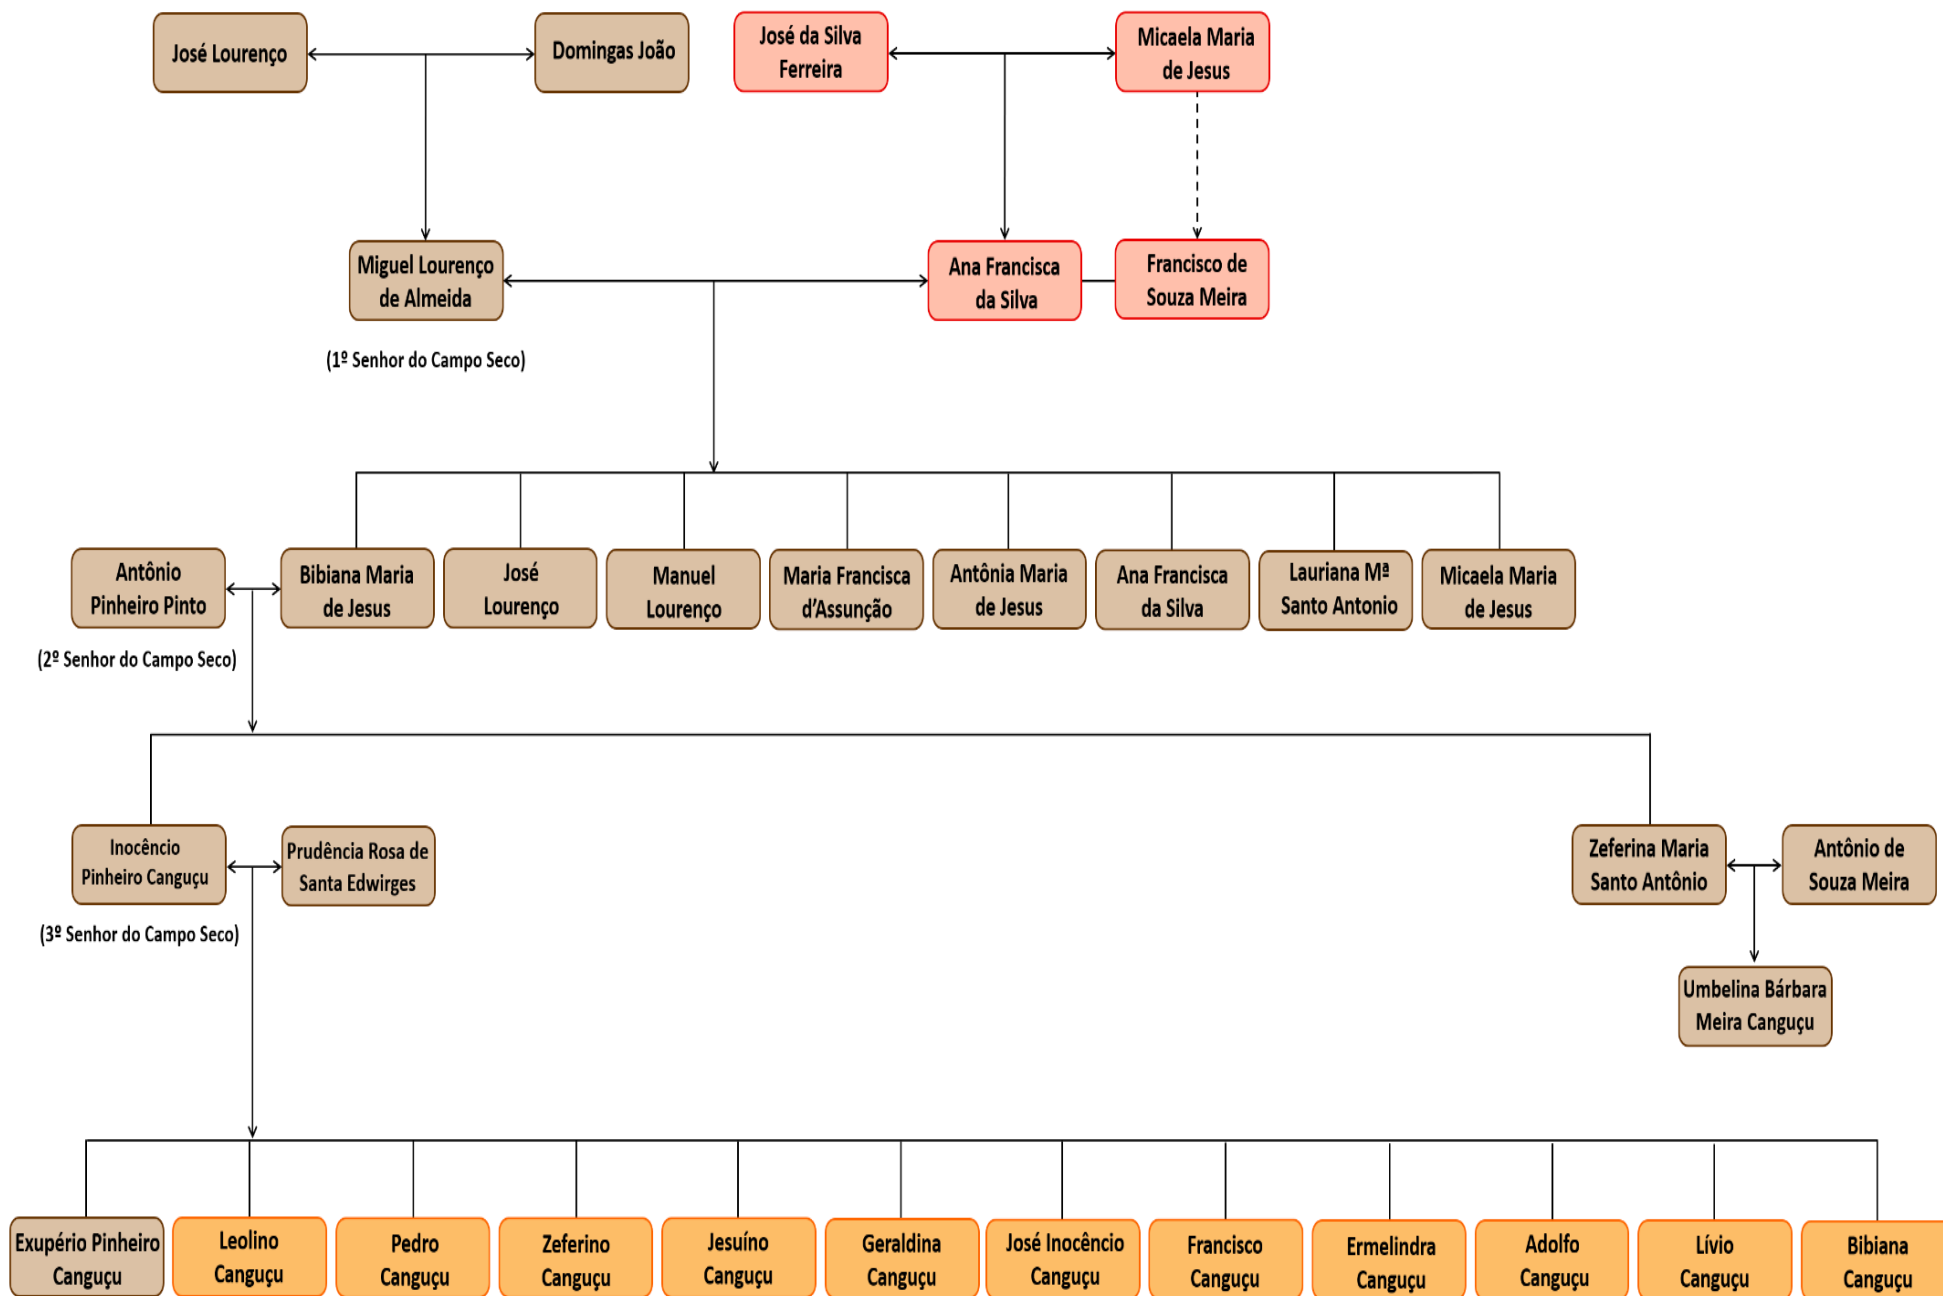 José Lourenço
Domingas João
José da Silva
Ferreira
Micaela Maria
de Jesus
Miguel Lourenço
de Almeida
Ana Francisca
da Silva
Francisco de
Souza Meira
(1º Senhor do Campo Seco)
Antônio
Pinheiro Pinto
Bibiana Maria
de Jesus
José
Lourenço
Manuel
Lourenço
Maria Francisca
d'Assunção
Antônia Maria
de Jesus
Ana Francisca
da Silva
Lauriana Mª
Santo Antonio
Micaela Maria
de Jesus
(2º Senhor do Campo Seco)
Inocêncio
Pinheiro Canguçu
Prudência Rosa de
Santa Edwirges
Zeferina Maria
Santo Antônio
Antônio de
Souza Meira
(3º Senhor do Campo Seco)
Umbelina Bárbara
Meira Canguçu
Exupério Pinheiro
Canguçu
Leolino
Canguçu
Pedro
Canguçu
Zeferino
Canguçu
Jesuíno
Canguçu
Geraldina
Canguçu
José Inocêncio
Canguçu
Francisco
Canguçu
Ermelindra
Canguçu
Adolfo
Canguçu
Lívio
Canguçu
Bibiana
Canguçu